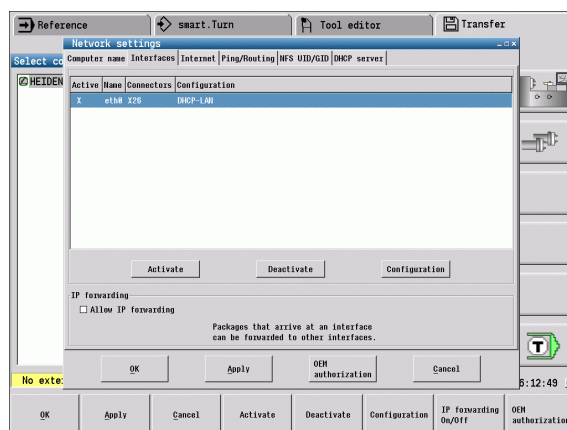 Reference
smart.Turn
Tool editor
Transfer
Network settings
Select co
Computer name
Interfaces
Internet
Ping/Routing
NFS UID/GID
DHCP server
HEIDEN
Active Name Connectors Configuration
X eth0 X26 DHCP-LAN
Activate
Deactivate
Configuration
IP forwarding
Allow IP forwarding
Packages that arrive at an interface
can be forwarded to other interfaces.
T
OK
Apply
OEM
authorization
Cancel
No exte
6:12:49
OK
Apply
Cancel
Activate
Deactivate
Configuration
IP forwarding
On/Off
OEM
authorization